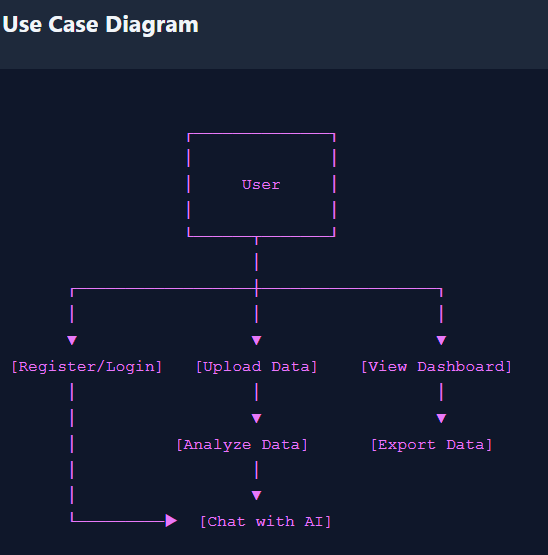 Use Case Diagram
User
[Register/Login] [Upload Data] [View Dashboard]
[Analyze Data] [Export Data]
[Chat with AI]